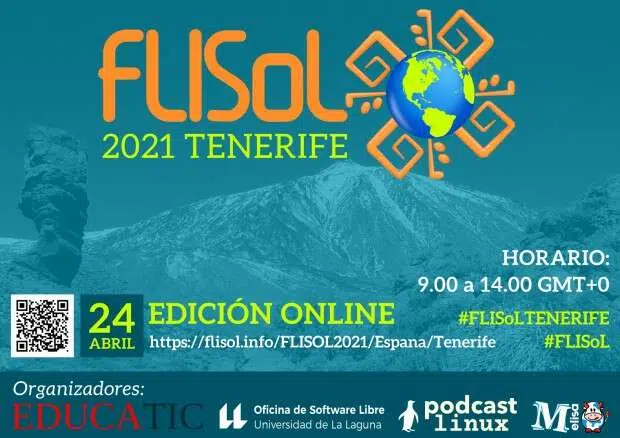 FLISoL
2021 TENERIFE
HORARIO:
9.00 a 14.00 GMT+0
24
ABRIL
EDICIÓN ONLINE
https://flisol.info/FLISOL2021/Espana/Tenerife
#FLISoLTENERIFE
#FLISoL
Organizadores:
EDUCATIC
Oficina de Software Libre
Universidad de La Laguna
podcast
linux
Melisa